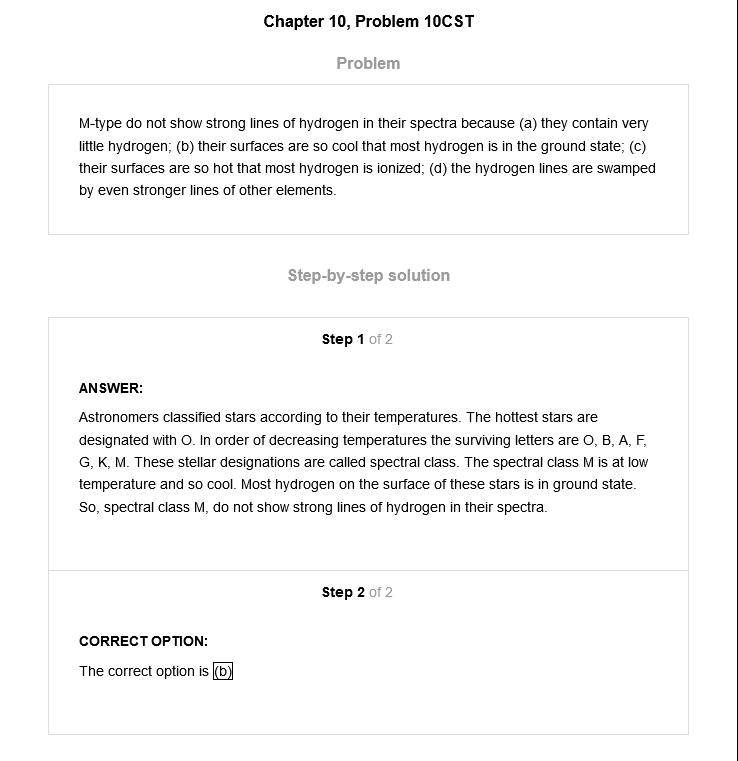 Chapter 10, Problem 10CST
Problem
M-type do not show strong lines of hydrogen in their spectra because (a) they contain very
little hydrogen; (b) their surfaces are so cool that most hydrogen is in the ground state; (c)
their surfaces are so hot that most hydrogen is ionized; (d) the hydrogen lines are swamped
by even stronger lines of other elements.
Step-by-step solution
Step 1 of 2
ANSWER:
Astronomers classified stars according to their temperatures. The hottest stars are
designated with O. In order of decreasing temperatures the surviving letters are O, B, A, F,
G, K, M. These stellar designations are called spectral class. The spectral class M is at low
temperature and so cool. Most hydrogen on the surface of these stars is in ground state.
So, spectral class M, do not show strong lines of hydrogen in their spectra.
Step 2 of 2
CORRECT OPTION:
The correct option is (b)